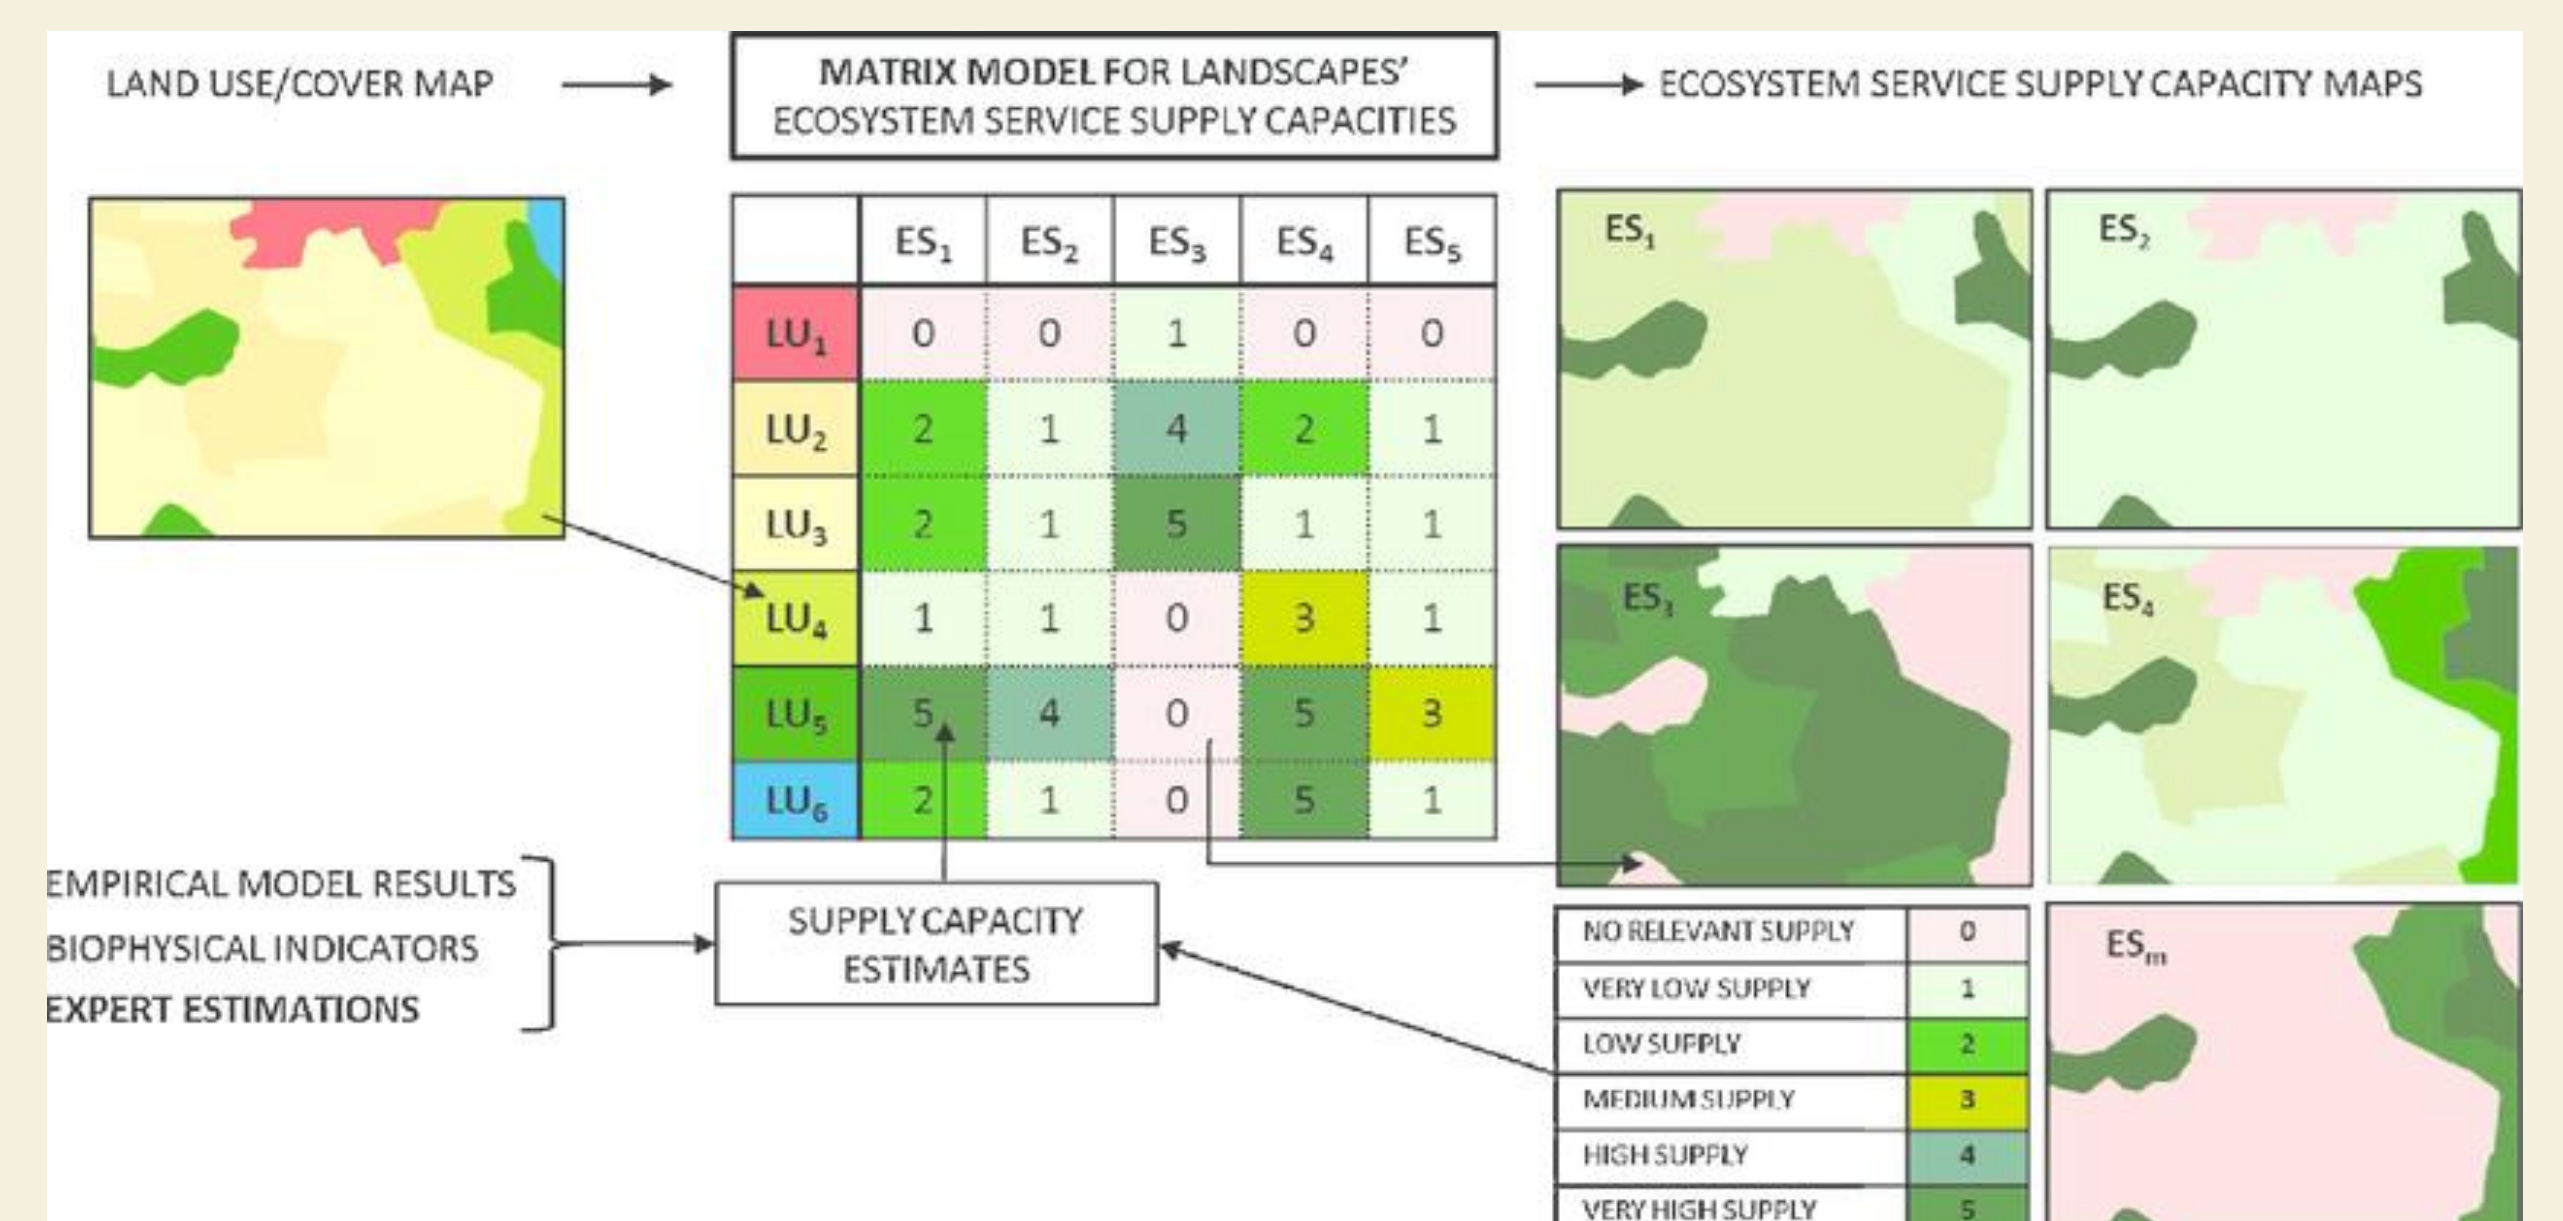 LAND USE/COVER MAP
MATRIX MODEL FOR LANDSCAPES'
ECOSYSTEM SERVICE SUPPLY CAPACITIES
ECOSYSTEM SERVICE SUPPLY CAPACITY MAPS
ES₁ ES₂ ES₃ ES₄ ES₅
LU₁ 0 0 1 0 0
LU₂ 2 1 4 2 1
LU₃ 2 1 5 1 1
LU₄ 1 1 0 3 1
LU₅ 5 4 0 5 3
LU₆ 2 1 0 5 1
EMPIRICAL MODEL RESULTS
BIOPHYSICAL INDICATORS
EXPERT ESTIMATIONS
SUPPLY CAPACITY
ESTIMATES
ES₁
ES₂
ES₃
ES₄
NO RELEVANT SUPPLY 0
VERY LOW SUPPLY 1
LOW SUPPLY 2
MEDIUM SUPPLY 3
HIGH SUPPLY 4
VERY HIGH SUPPLY 5
ESₘ